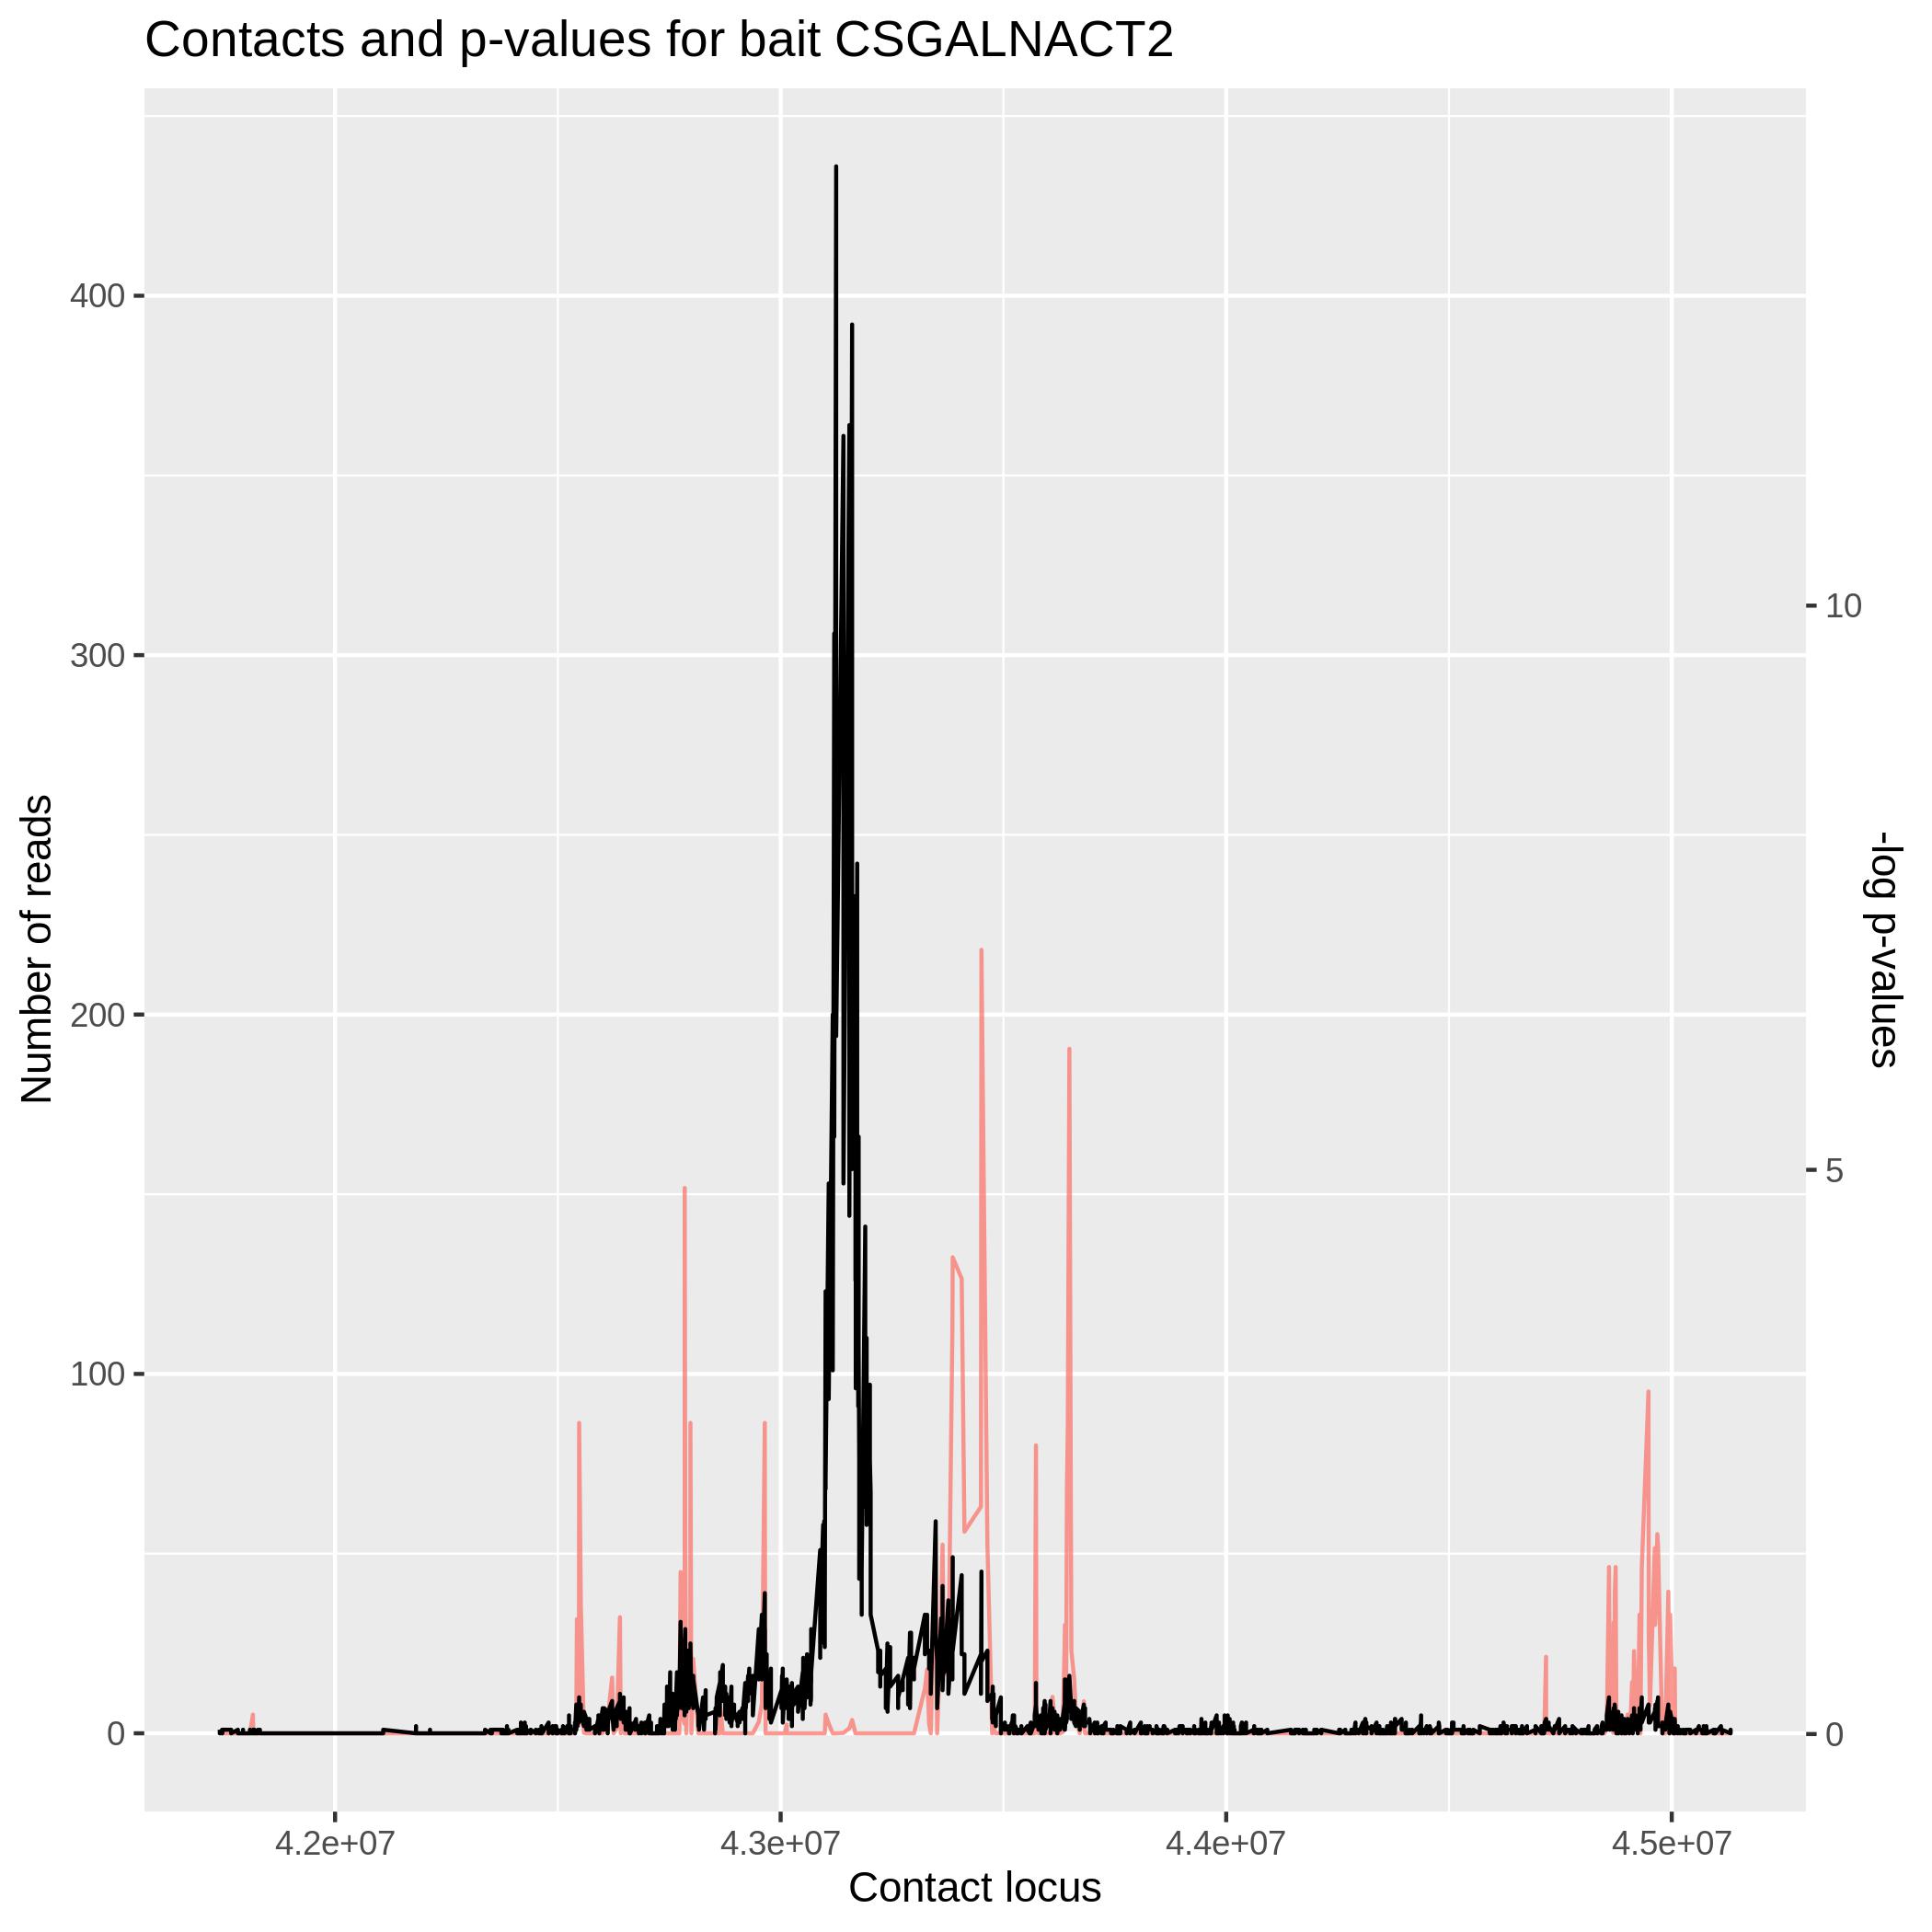 Contacts and p-values for bait CSGALNACT2
Number of reads
400
300
200
100
0
10
5
0
-log p-values
4.2e+07
4.3e+07
4.4e+07
4.5e+07
Contact locus